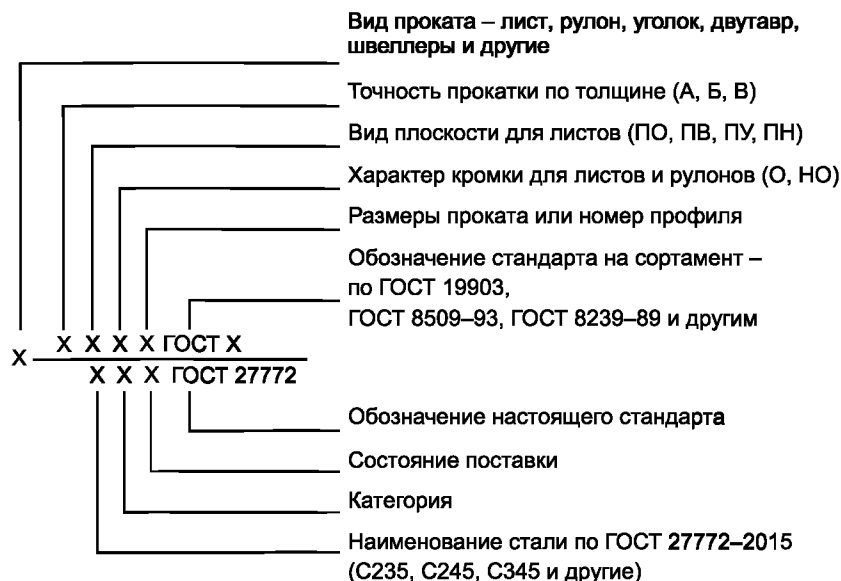 Вид проката – лист, рулон, уголок, двутавр,
швеллеры и другие
Точность прокатки по толщине (А, Б, В)
Вид плоскости для листов (ПО, ПВ, ПУ, ПН)
Характер кромки для листов и рулонов (О, НО)
Размеры проката или номер профиля
Обозначение стандарта на сортамент –
по ГОСТ 19903,
ГОСТ 8509–93, ГОСТ 8239–89 и другим
Х Х Х Х ГОСТ Х
Х
Х Х Х ГОСТ 27772
Обозначение настоящего стандарта
Состояние поставки
Категория
Наименование стали по ГОСТ 27772–2015
(С235, С245, С345 и другие)